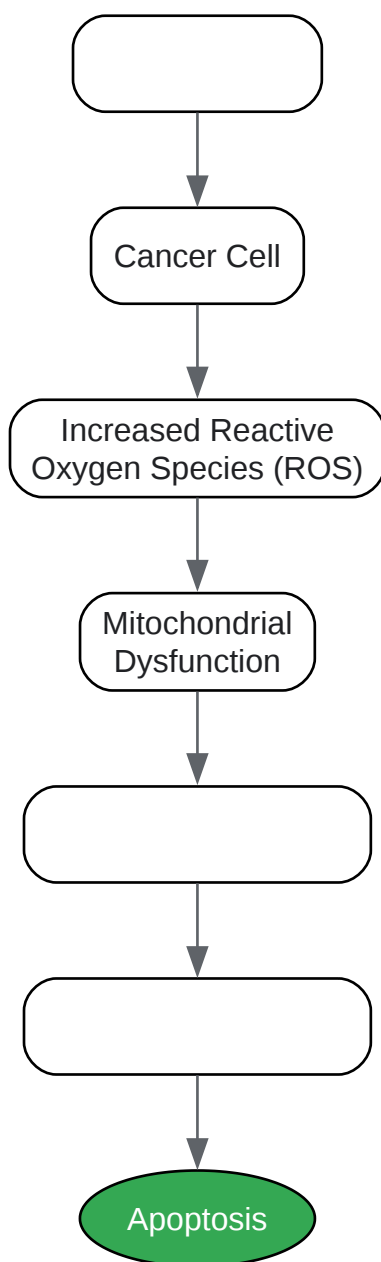 Cancer Cell
Increased Reactive
Oxygen Species (ROS)
Mitochondrial
Dysfunction
Apoptosis